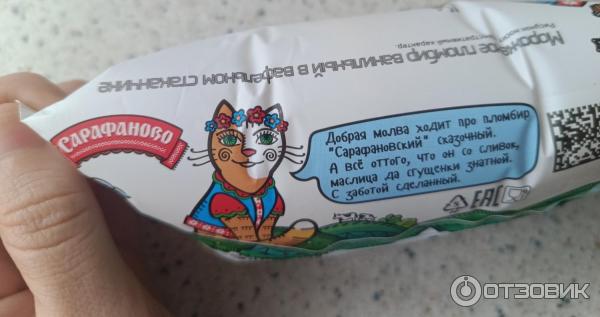 Мороженое пломбир ванильный в вафельном стаканчике
САРАФАНОВО
Добрая молва ходит про пломбир
"Сарафановский" сказочный.
А всё оттого, что он со сливок,
маслица да сгущенки знатной.
С заботой сделанный.
EAC
ОТЗОВИК